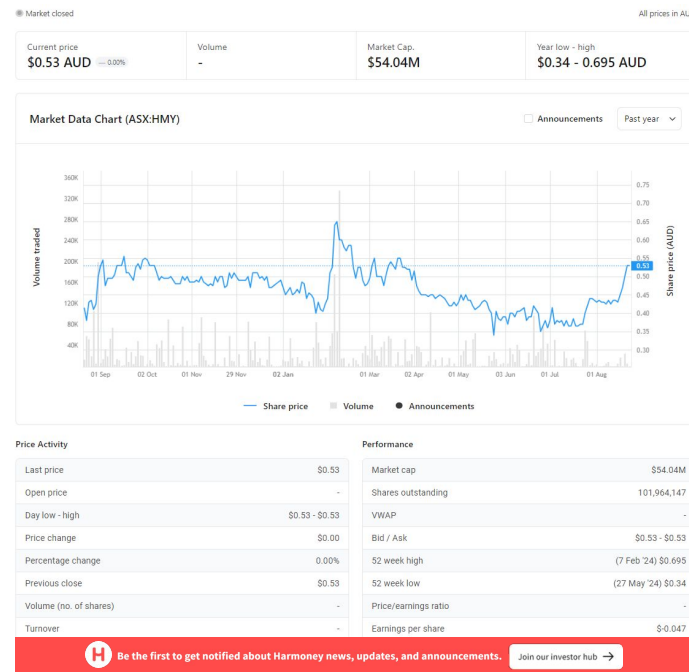 Market closed
All prices in AU
Current price
$0.53 AUD — 0.00%
Volume
-
Market Cap.
$54.04M
Year low - high
$0.34 - 0.695 AUD
Market Data Chart (ASX:HMY)
Announcements
Past year
360K
320K
280K
240K
200K
160K
120K
80K
40K
Volume traded
0.75
0.70
0.65
0.60
0.55
0.53
0.50
0.45
0.40
0.35
0.30
Share price (AUD)
01 Sep
02 Oct
01 Nov
29 Nov
02 Jan
01 Mar
02 Apr
01 May
03 Jun
01 Jul
01 Aug
Share price
Volume
Announcements
Price Activity
Last price $0.53
Open price -
Day low - high $0.53 - $0.53
Price change $0.00
Percentage change 0.00%
Previous close $0.53
Volume (no. of shares) -
Turnover -
Performance
Market cap $54.04M
Shares outstanding 101,964,147
VWAP -
Bid / Ask $0.53 - $0.53
52 week high (7 Feb '24) $0.695
52 week low (27 May '24) $0.34
Price/earnings ratio -
Earnings per share $-0.047
H
Be the first to get notified about Harmoney news, updates, and announcements.
Join our investor hub →